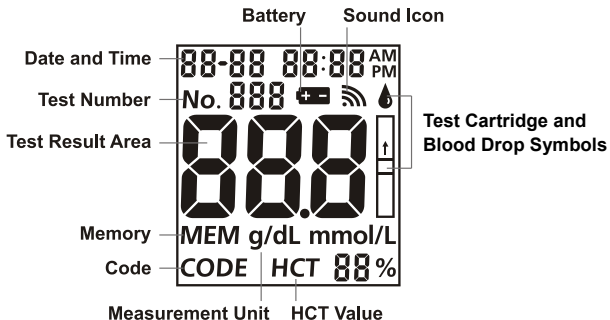 Battery Sound Icon
Date and Time 88-88 88:88 AM
PM
Test Number No. 888
Test Cartridge and
Blood Drop Symbols
Test Result Area 88.8
Memory MEM g/dL mmol/L
Code CODE HCT 88%
Measurement Unit HCT Value